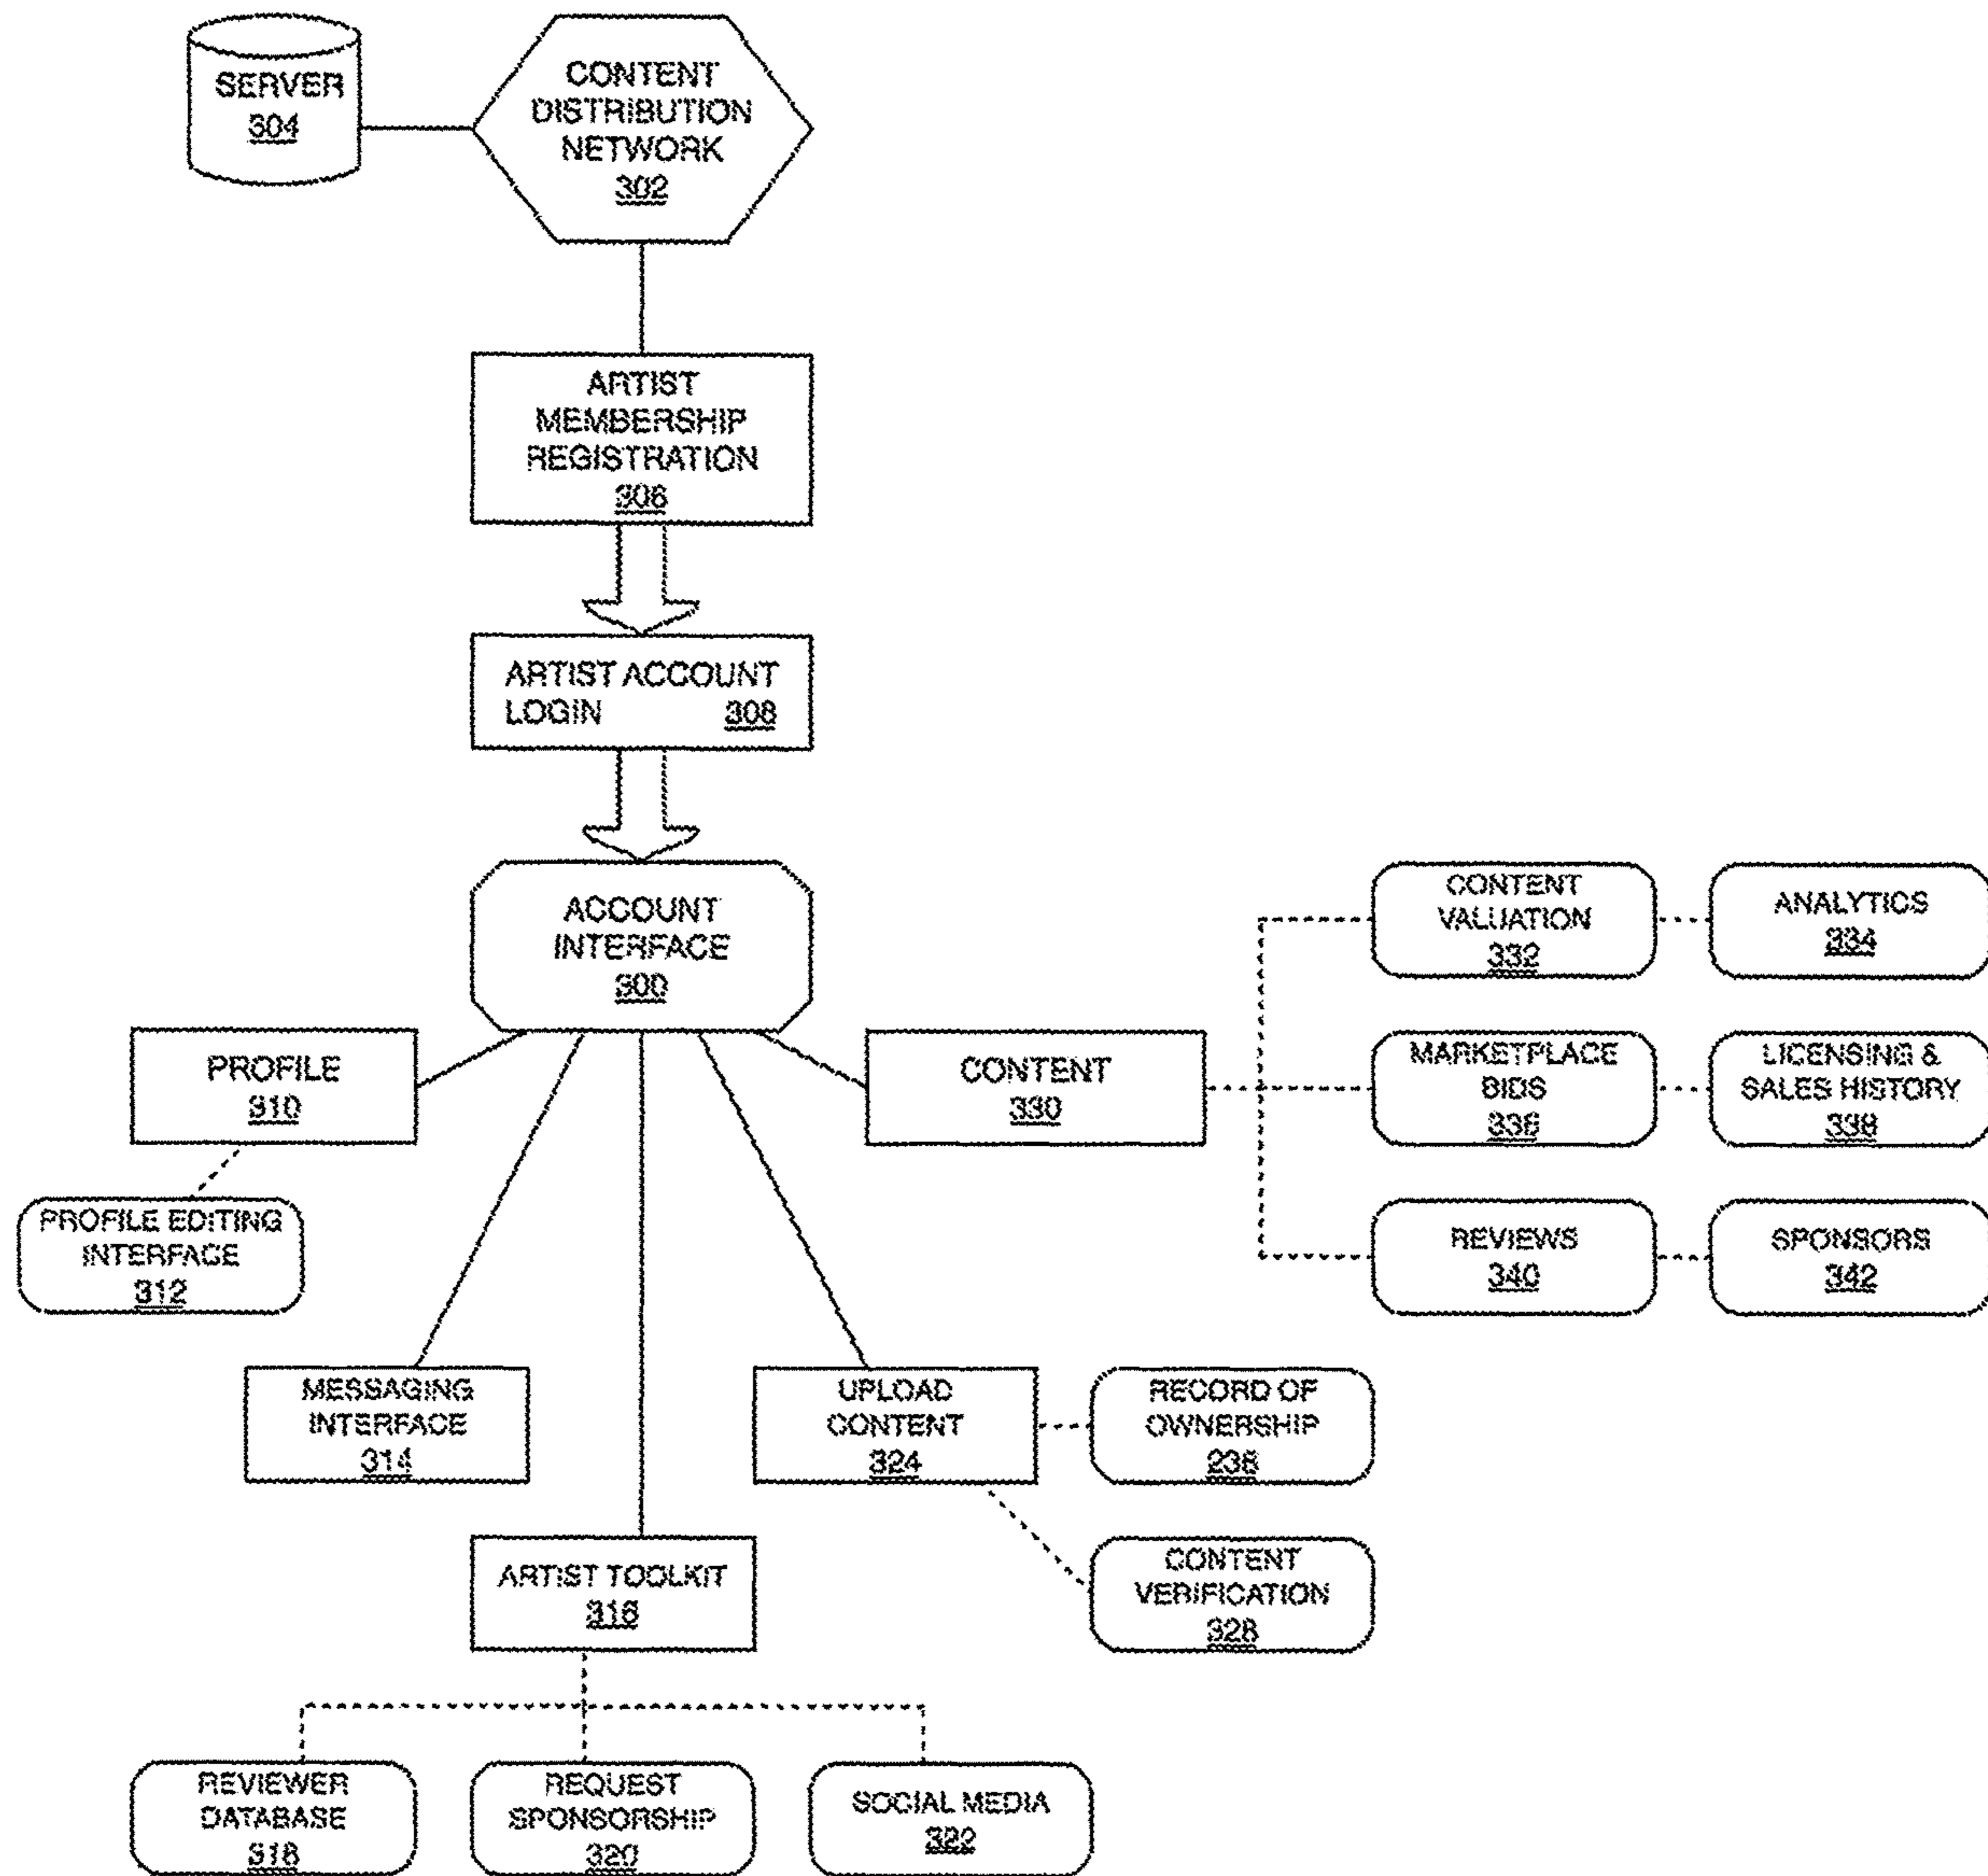 SERVER
304
CONTENT
DISTRIBUTION
NETWORK
302
ARTIST
MEMBERSHIP
REGISTRATION
306
ARTIST ACCOUNT
LOGIN 308
ACCOUNT
INTERFACE
300
PROFILE
310
PROFILE EDITING
INTERFACE
312
CONTENT
330
CONTENT
VALUATION
332
ANALYTICS
334
MARKETPLACE
BIDS
336
LICENSING &
SALES HISTORY
338
REVIEWS
340
SPONSORS
342
MESSAGING
INTERFACE
314
UPLOAD
CONTENT
324
RECORD OF
OWNERSHIP
236
CONTENT
VERIFICATION
328
ARTIST TOOLKIT
316
REVIEWER
DATABASE
318
REQUEST
SPONSORSHIP
320
SOCIAL MEDIA
322